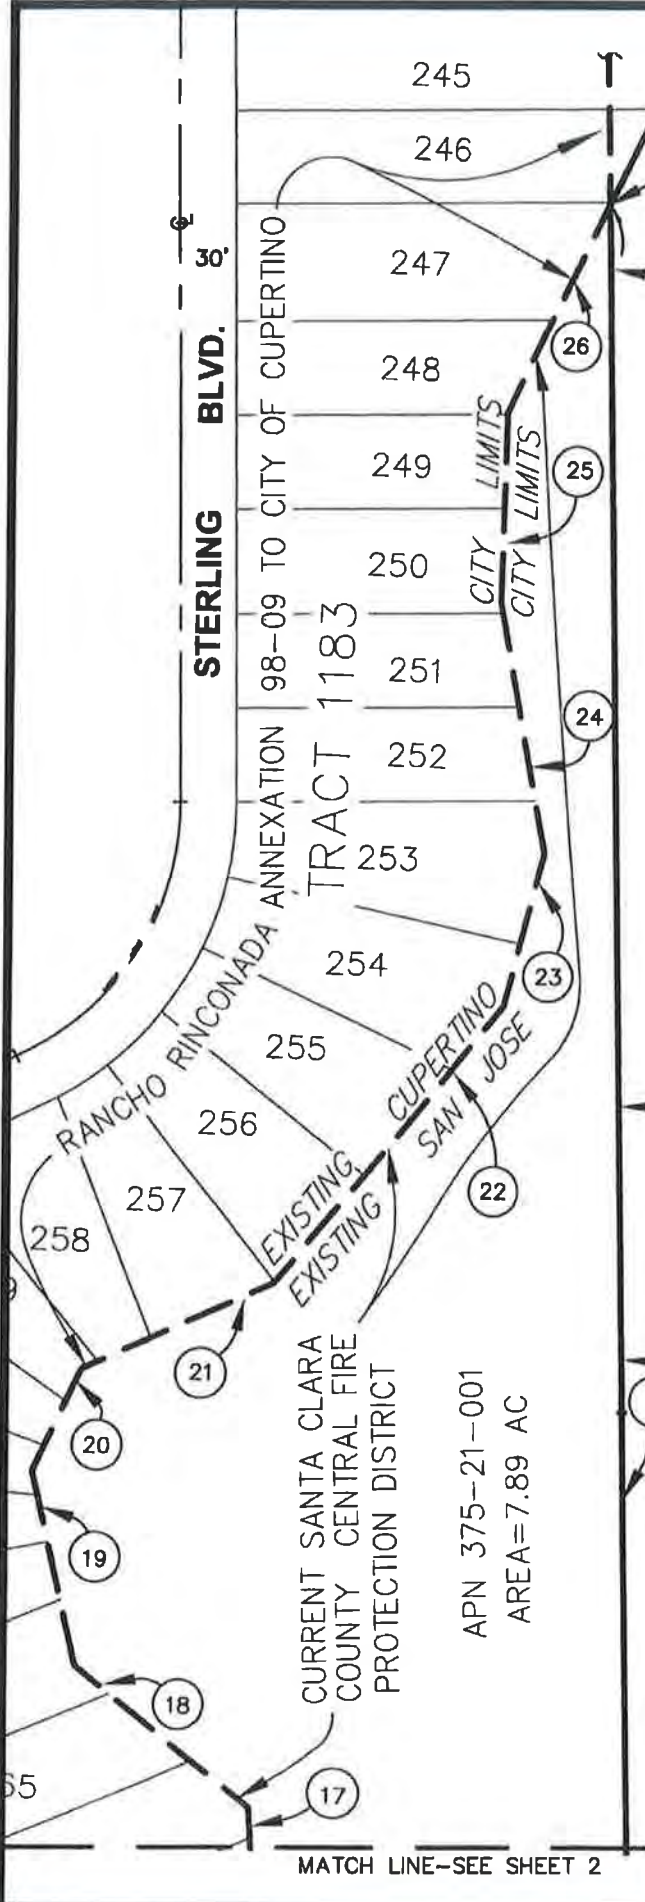 245
246
247
248
249
250
251
252
253
254
255
256
257
258
65
℄
30'
STERLING BLVD.
RANCHO RINCONADA ANNEXATION 98-09 TO CITY OF CUPERTINO
TRACT 1183
EXISTING CUPERTINO CITY LIMITS
EXISTING SAN JOSE CITY LIMITS
26
25
24
23
22
21
20
19
18
17
CURRENT SANTA CLARA
COUNTY CENTRAL FIRE
PROTECTION DISTRICT
APN 375-21-001
AREA=7.89 AC
MATCH LINE-SEE SHEET 2